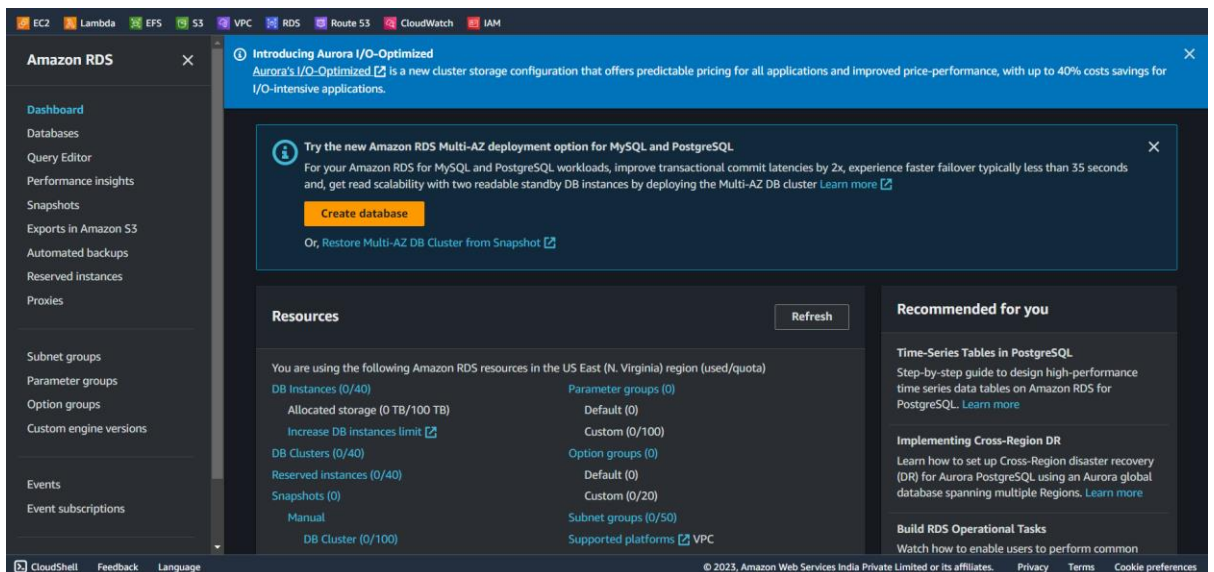 EC2 Lambda EFS S3 VPC RDS Route 53 CloudWatch IAM
Amazon RDS
Dashboard
Databases
Query Editor
Performance insights
Snapshots
Exports in Amazon S3
Automated backups
Reserved instances
Proxies
Subnet groups
Parameter groups
Option groups
Custom engine versions
Events
Event subscriptions
Introducing Aurora I/O-Optimized
Aurora's I/O-Optimized is a new cluster storage configuration that offers predictable pricing for all applications and improved price-performance, with up to 40% costs savings for
I/O-intensive applications.
Try the new Amazon RDS Multi-AZ deployment option for MySQL and PostgreSQL
For your Amazon RDS for MySQL and PostgreSQL workloads, improve transactional commit latencies by 2x, experience faster failover typically less than 35 seconds
and, get read scalability with two readable standby DB instances by deploying the Multi-AZ DB cluster Learn more
Create database
Or, Restore Multi-AZ DB Cluster from Snapshot
Resources
Refresh
You are using the following Amazon RDS resources in the US East (N. Virginia) region (used/quota)
DB Instances (0/40)
Allocated storage (0 TB/100 TB)
Increase DB instances limit
DB Clusters (0/40)
Reserved instances (0/40)
Snapshots (0)
Manual
DB Cluster (0/100)
Parameter groups (0)
Default (0)
Custom (0/100)
Option groups (0)
Default (0)
Custom (0/20)
Subnet groups (0/50)
Supported platforms VPC
Recommended for you
Time-Series Tables in PostgreSQL
Step-by-step guide to design high-performance
time series data tables on Amazon RDS for
PostgreSQL. Learn more
Implementing Cross-Region DR
Learn how to set up Cross-Region disaster recovery
(DR) for Aurora PostgreSQL using an Aurora global
database spanning multiple Regions. Learn more
Build RDS Operational Tasks
Watch how to enable users to perform common
CloudShell Feedback Language
© 2023, Amazon Web Services India Private Limited or its affiliates. Privacy Terms Cookie preferences